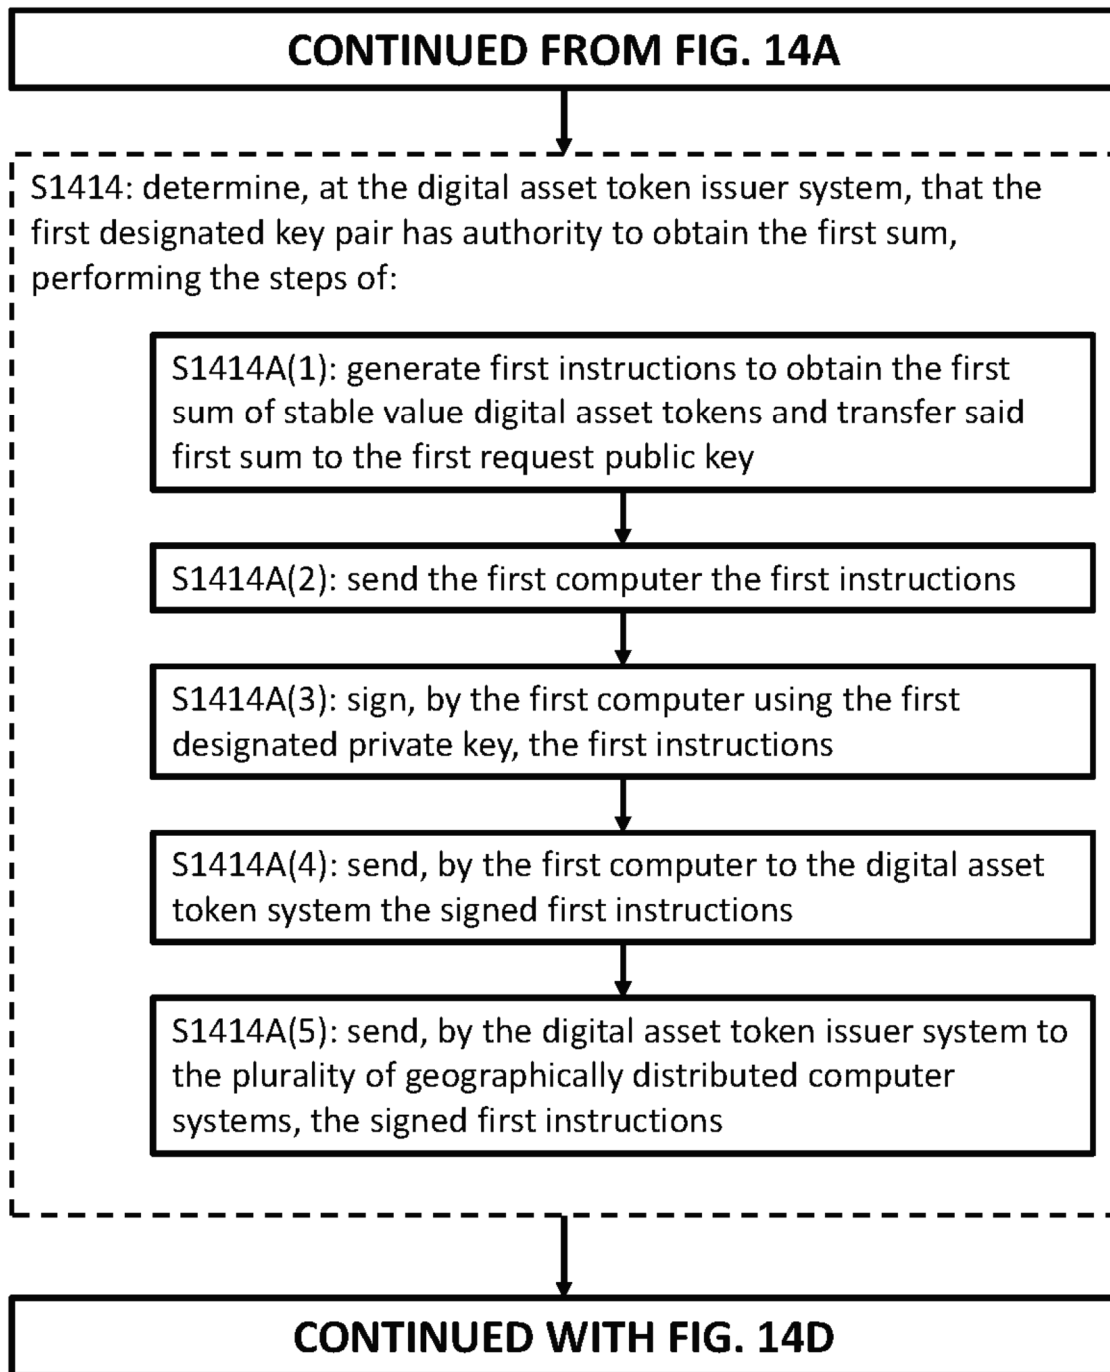 CONTINUED FROM FIG. 14A
S1414: determine, at the digital asset token issuer system, that the
first designated key pair has authority to obtain the first sum,
performing the steps of:
S1414A(1): generate first instructions to obtain the first
sum of stable value digital asset tokens and transfer said
first sum to the first request public key
S1414A(2): send the first computer the first instructions
S1414A(3): sign, by the first computer using the first
designated private key, the first instructions
S1414A(4): send, by the first computer to the digital asset
token system the signed first instructions
S1414A(5): send, by the digital asset token issuer system to
the plurality of geographically distributed computer
systems, the signed first instructions
CONTINUED WITH FIG. 14D